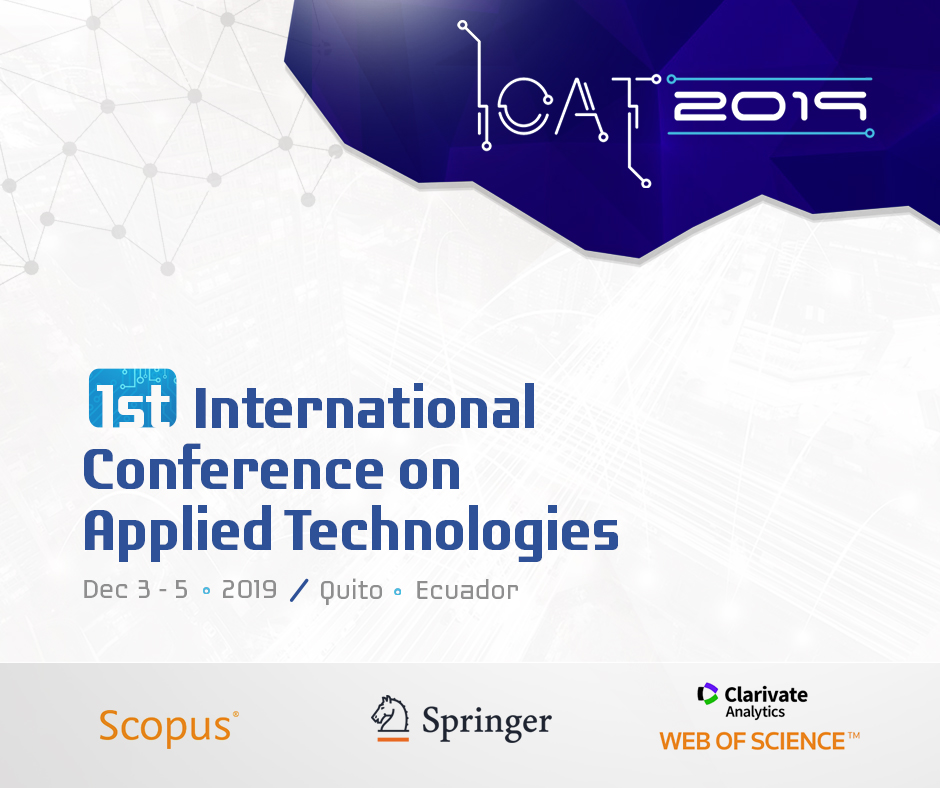 ICAT 2019
1st International
Conference on
Applied Technologies
Dec 3 - 5 • 2019 / Quito • Ecuador
Scopus®
Springer
Clarivate
Analytics
WEB OF SCIENCE™